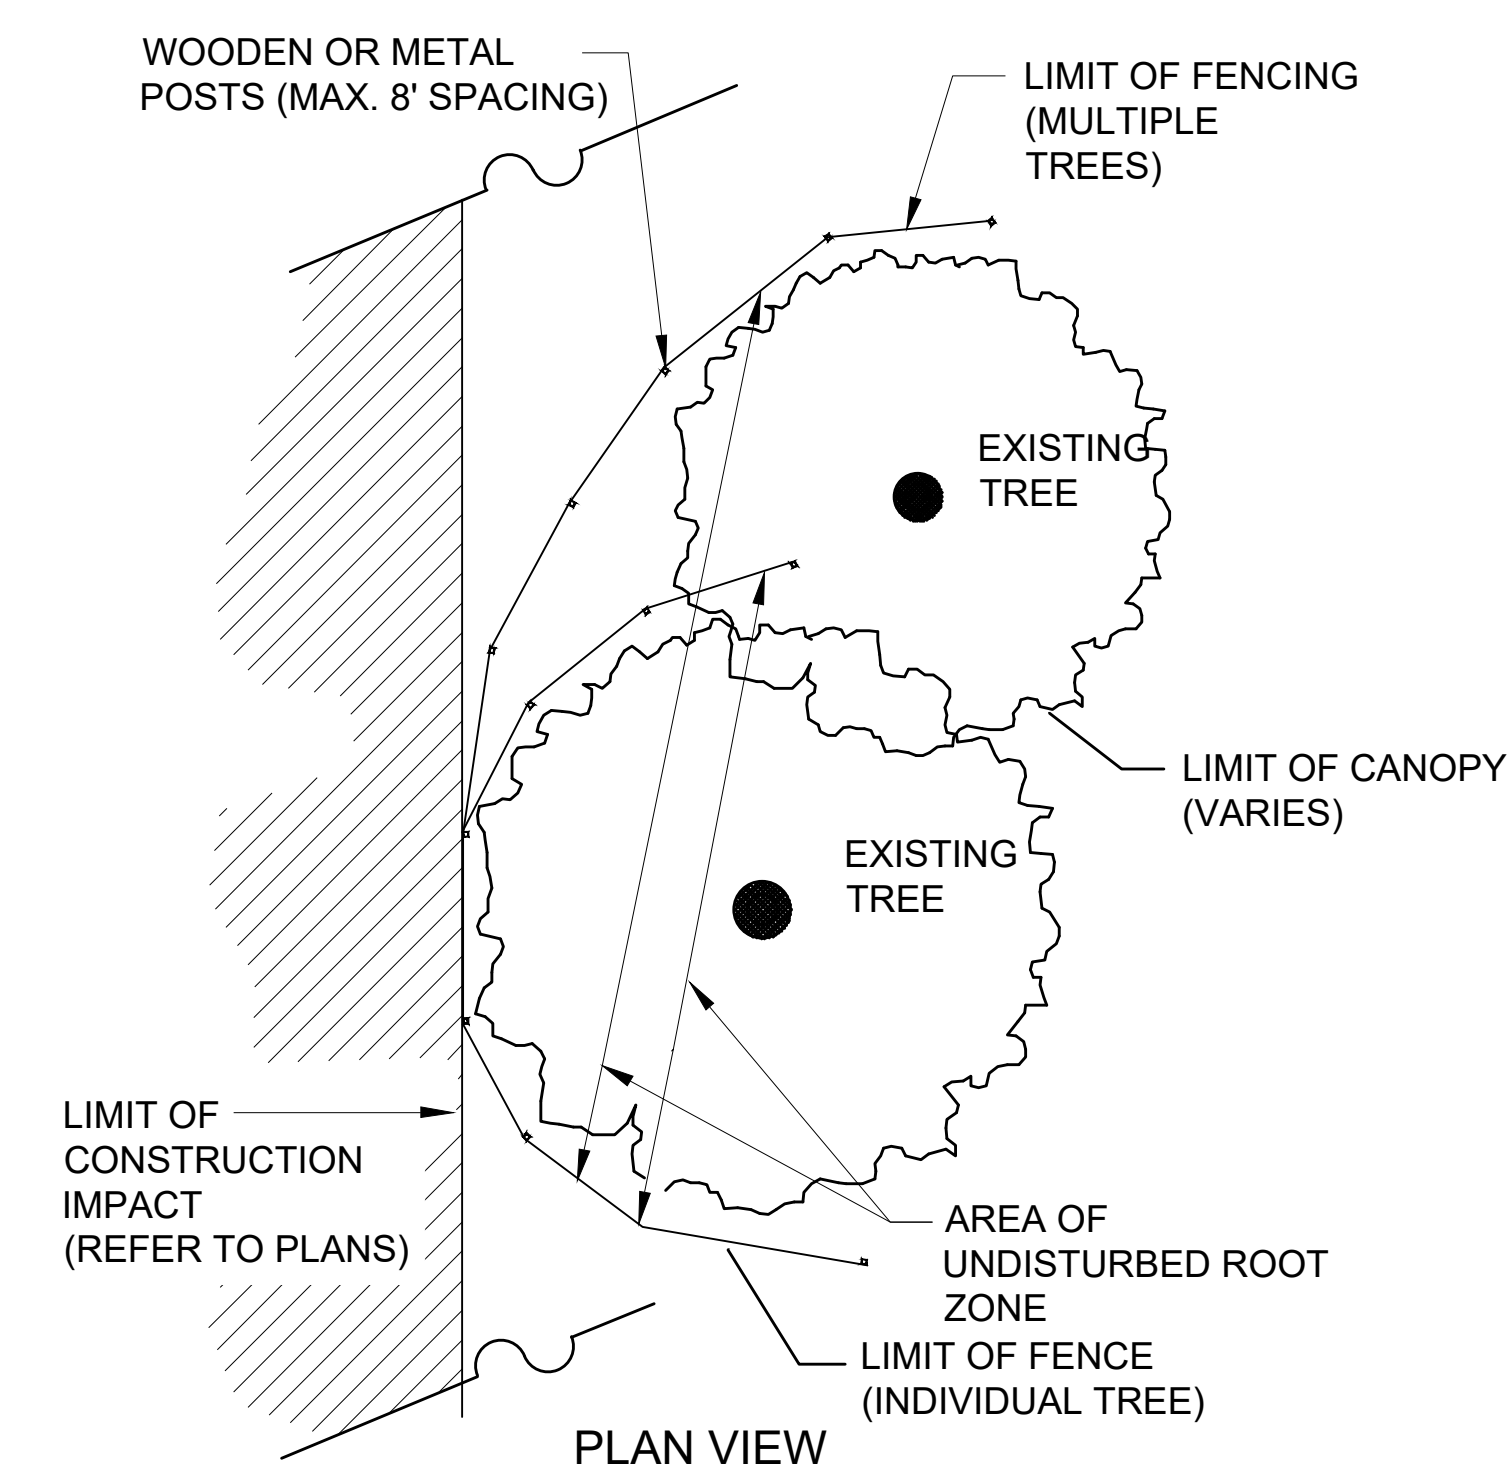 WOODEN OR METAL
POSTS (MAX. 8' SPACING)
LIMIT OF FENCING
(MULTIPLE
TREES)
EXISTING
TREE
LIMIT OF CANOPY
(VARIES)
EXISTING
TREE
LIMIT OF
CONSTRUCTION
IMPACT
(REFER TO PLANS)
AREA OF
UNDISTURBED ROOT
ZONE
LIMIT OF FENCE
(INDIVIDUAL TREE)
PLAN VIEW